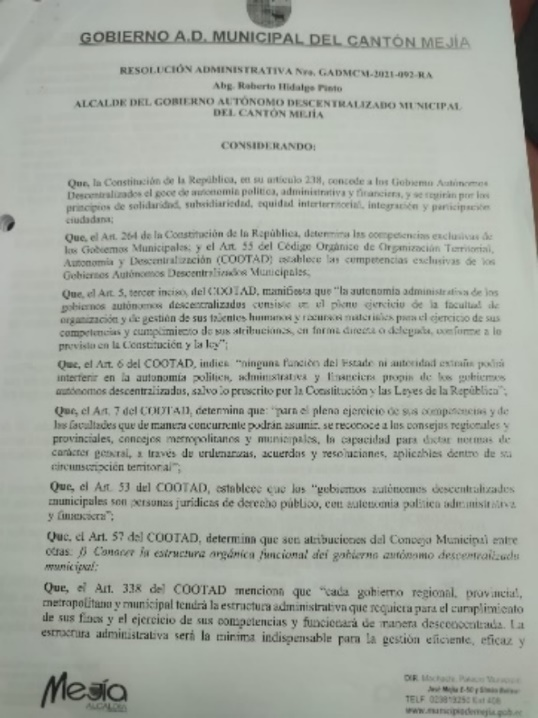 GOBIERNO A.D. MUNICIPAL DEL CANTÓN MEJÍA
RESOLUCIÓN ADMINISTRATIVA Nro. GADMCM-2021-092-RA
Abg. Roberto Hidalgo Pinto
ALCALDE DEL GOBIERNO AUTÓNOMO DESCENTRALIZADO MUNICIPAL
DEL CANTÓN MEJÍA
CONSIDERANDO:
Que, la Constitución de la República, en su artículo 238, concede a los Gobierno Autónomos
Descentralizados el goce de autonomía política, administrativa y financiera, y se regirán por los
principios de solidaridad, subsidiariedad, equidad interterritorial, integración y participación
ciudadana;
Que, el Art. 264 de la Constitución de la República, determina las competencias exclusivas de
los Gobiernos Municipales; y el Art. 55 del Código Orgánico de Organización Territorial,
Autonomía y Descentralización (COOTAD) establece las competencias exclusivas de los
Gobiernos Autónomos Descentralizados Municipales;
Que, el Art. 5, tercer inciso, del COOTAD, manifiesta que "la autonomía administrativa de los
gobiernos autónomos descentralizados consiste en el pleno ejercicio de la facultad de
organización y de gestión de sus talentos humanos y recursos materiales para el ejercicio de sus
competencias y cumplimiento de sus atribuciones, en forma directa o delegada, conforme a lo
previsto en la Constitución y la ley";
Que, el Art. 6 del COOTAD, indica: "ninguna función del Estado ni autoridad extraña podrá
interferir en la autonomía política, administrativa y financiera propia de los gobiernos
autónomos descentralizados, salvo lo prescrito por la Constitución y las Leyes de la República";
Que, el Art. 7 del COOTAD, determina que: "para el pleno ejercicio de sus competencias y de
las facultades que de manera concurrente podrán asumir, se reconoce a los consejos regionales y
provinciales, concejos metropolitanos y municipales, la capacidad para dictar normas de
carácter general, a través de ordenanzas, acuerdos y resoluciones, aplicables dentro de su
circunscripción territorial";
Que, el Art. 53 del COOTAD, establece que los "gobiernos autónomos descentralizados
municipales son personas jurídicas de derecho público, con autonomía política administrativa
y financiera";
Que, el Art. 57 del COOTAD, determina que son atribuciones del Concejo Municipal entre
otras: f) Conocer la estructura orgánica funcional del gobierno autónomo descentralizado
municipal;
Que, el Art. 338 del COOTAD menciona que "cada gobierno regional, provincial,
metropolitano y municipal tendrá la estructura administrativa que requiera para el cumplimiento
de sus fines y el ejercicio de sus competencias y funcionará de manera desconcentrada. La
estructura administrativa será la mínima indispensable para la gestión eficiente, eficaz y
Mejía
ALCALDÍA
DIR. Machachi, Palacio Municipal
José Mejía E-50 y Simón Bolívar
www.municipiodemejia.gob.ec